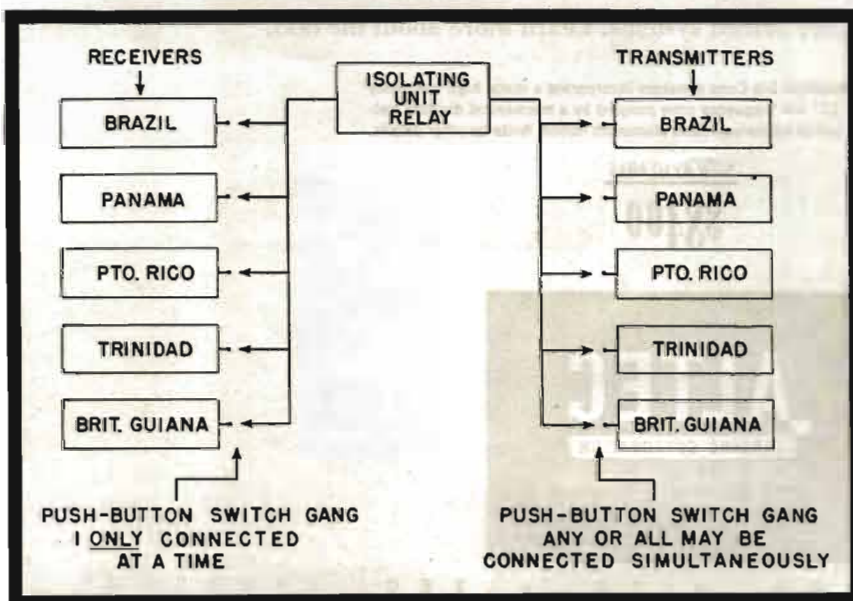 RECEIVERS
BRAZIL
PANAMA
PTO. RICO
TRINIDAD
BRIT. GUIANA
PUSH-BUTTON SWITCH GANG
1 ONLY CONNECTED
AT A TIME
ISOLATING
UNIT
RELAY
TRANSMITTERS
BRAZIL
PANAMA
PTO. RICO
TRINIDAD
BRIT. GUIANA
PUSH-BUTTON SWITCH GANG
ANY OR ALL MAY BE
CONNECTED SIMULTANEOUSLY